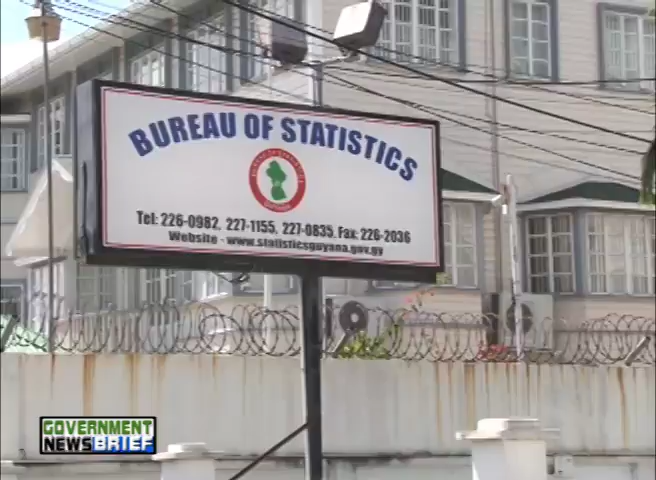 BUREAU OF STATISTICS
Tel: 226-0982, 227-1155, 227-0835, Fax: 226-2036
Website - www.statisticsguyana.gov.gy
GOVERNMENT
NEWS BRIEF